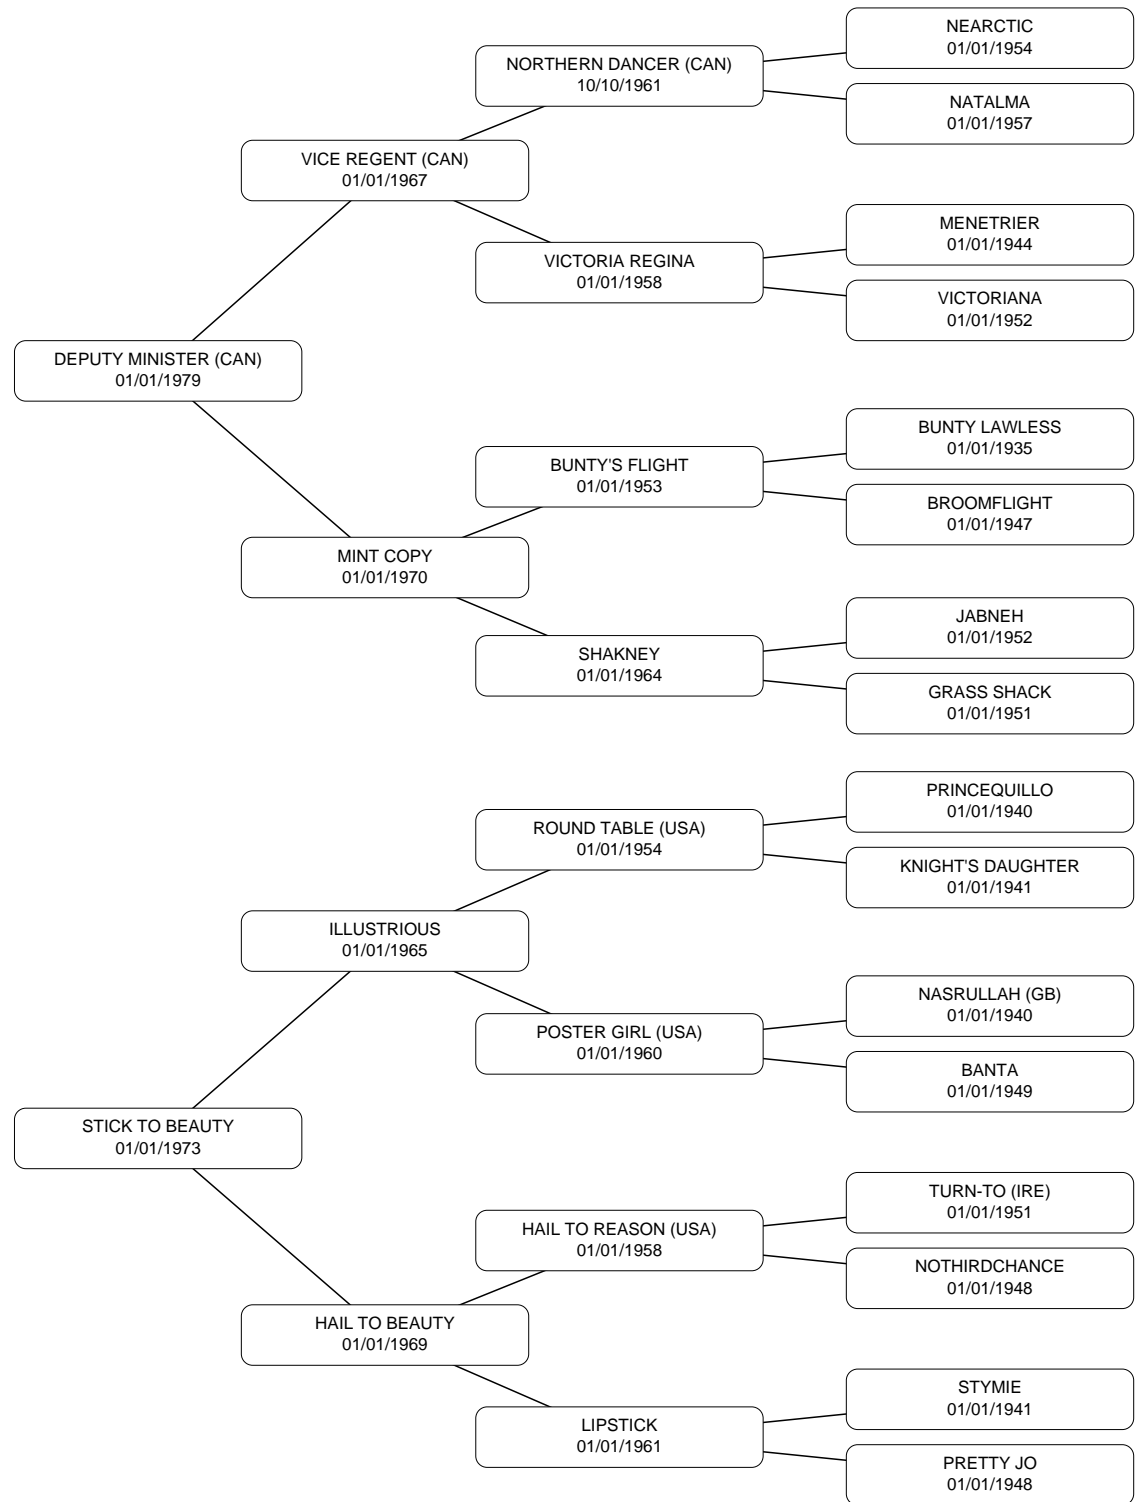 NEARCTIC
01/01/1954
NORTHERN DANCER (CAN)
10/10/1961
NATALMA
01/01/1957
VICE REGENT (CAN)
01/01/1967
MENETRIER
01/01/1944
VICTORIA REGINA
01/01/1958
VICTORIANA
01/01/1952
DEPUTY MINISTER (CAN)
01/01/1979
BUNTY LAWLESS
01/01/1935
BUNTY'S FLIGHT
01/01/1953
BROOMFLIGHT
01/01/1947
MINT COPY
01/01/1970
JABNEH
01/01/1952
SHAKNEY
01/01/1964
GRASS SHACK
01/01/1951
PRINCEQUILLO
01/01/1940
ROUND TABLE (USA)
01/01/1954
KNIGHT'S DAUGHTER
01/01/1941
ILLUSTRIOUS
01/01/1965
NASRULLAH (GB)
01/01/1940
POSTER GIRL (USA)
01/01/1960
BANTA
01/01/1949
STICK TO BEAUTY
01/01/1973
TURN-TO (IRE)
01/01/1951
HAIL TO REASON (USA)
01/01/1958
NOTHIRDCHANCE
01/01/1948
HAIL TO BEAUTY
01/01/1969
STYMIE
01/01/1941
LIPSTICK
01/01/1961
PRETTY JO
01/01/1948